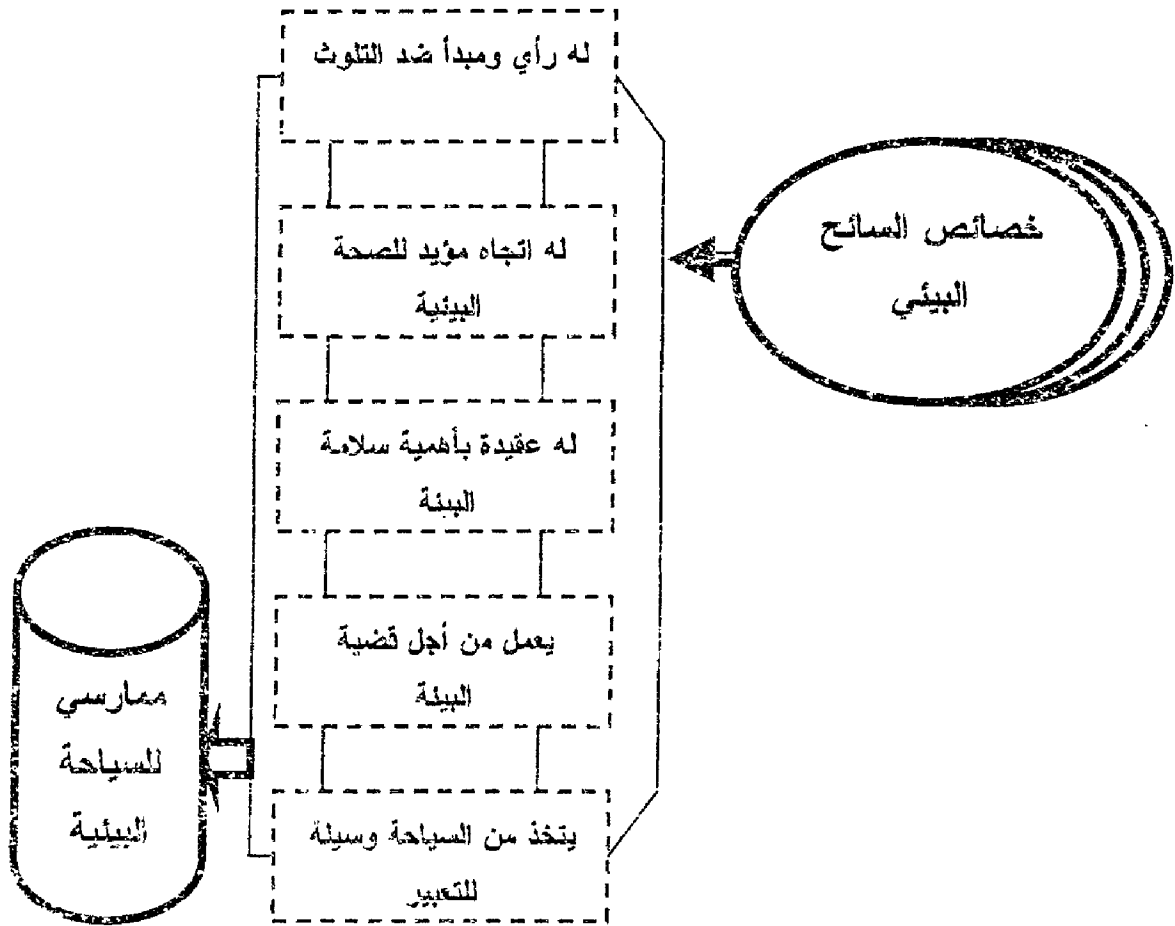 خصائص السائح
البيئي
له رأي ومبدأ ضد التلوث
له اتجاه مؤيد للصحة
البيئية
له عقيدة بأهمية سلامة
البيئة
يعمل من أجل قضية
البيئة
يتخذ من السياحة وسيلة
للتعبير
ممارسي
للسياحة
البيئية